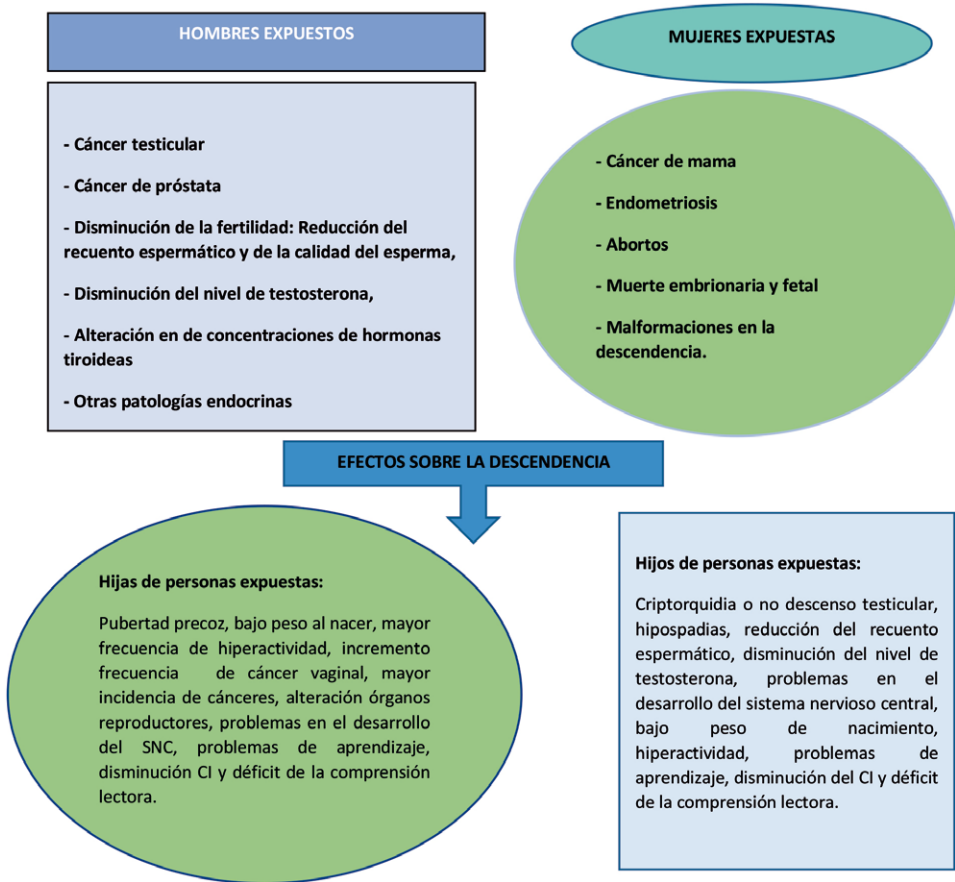 HOMBRES EXPUESTOS
- Cáncer testicular
- Cáncer de próstata
- Disminución de la fertilidad: Reducción del
recuento espermático y de la calidad del esperma,
- Disminución del nivel de testosterona,
- Alteración en de concentraciones de hormonas
tiroideas
- Otras patologías endocrinas
MUJERES EXPUESTAS
- Cáncer de mama
- Endometriosis
- Abortos
- Muerte embrionaria y fetal
- Malformaciones en la
descendencia.
EFECTOS SOBRE LA DESCENDENCIA
Hijas de personas expuestas:
Pubertad precoz, bajo peso al nacer, mayor
frecuencia de hiperactividad, incremento
frecuencia de cáncer vaginal, mayor
incidencia de cánceres, alteración órganos
reproductores, problemas en el desarrollo
del SNC, problemas de aprendizaje,
disminución CI y déficit de la comprensión
lectora.
Hijos de personas expuestas:
Criptorquidia o no descenso testicular,
hipospadias, reducción del recuento
espermático, disminución del nivel de
testosterona, problemas en el
desarrollo del sistema nervioso central,
bajo peso de nacimiento,
hiperactividad, problemas de
aprendizaje, disminución del CI y déficit
de la comprensión lectora.